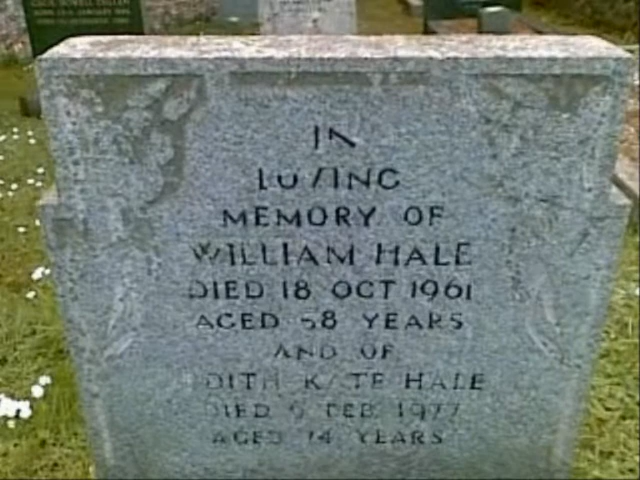 IN
LOVING
MEMORY OF
WILLIAM HALE
DIED 18 OCT 1961
AGED YEARS
AND OF
EDITH KATE HALE
DIED FEB 1977
AGED 74 YEARS